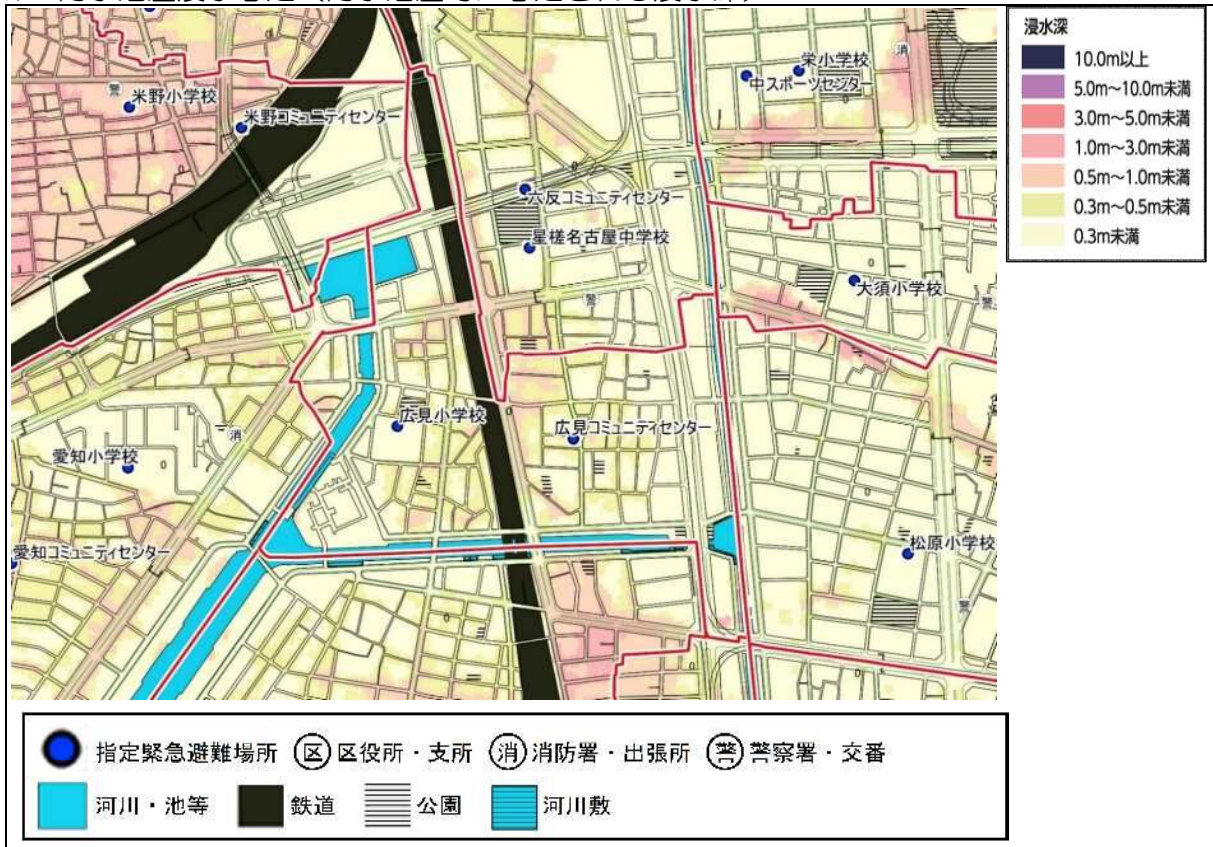 浸水深
10.0m以上
5.0m～10.0m未満
3.0m～5.0m未満
1.0m～3.0m未満
0.5m～1.0m未満
0.3m～0.5m未満
0.3m未満
栄小学校
中スポーツセンター
消
警
米野小学校
米野コミュニティセンター
六反コミュニティセンター
星槎名古屋中学校
大須小学校
警
警
広見小学校
広見コミュニティセンター
消
愛知小学校
愛知コミュニティセンター
松原小学校
警
指定緊急避難場所 区 区役所・支所 消 消防署・出張所 警 警察署・交番
河川・池等 鉄道 公園 河川敷